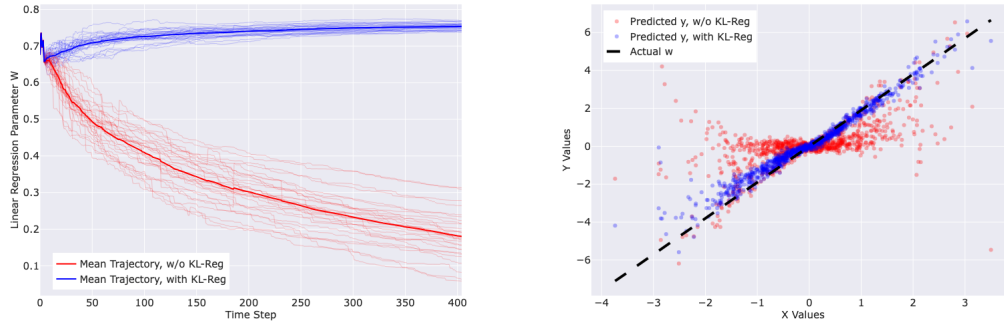 0.8
0.7
0.6
0.5
0.4
0.3
0.2
0.1
Linear Regression Parameter W
Mean Trajectory, w/o KL-Reg
Mean Trajectory, with KL-Reg
0 50 100 150 200 250 300 350 400
Time Step
Predicted y, w/o KL-Reg
Predicted y, with KL-Reg
Actual w
6
4
2
0
−2
−4
−6
Y Values
−4 −3 −2 −1 0 1 2 3
X Values